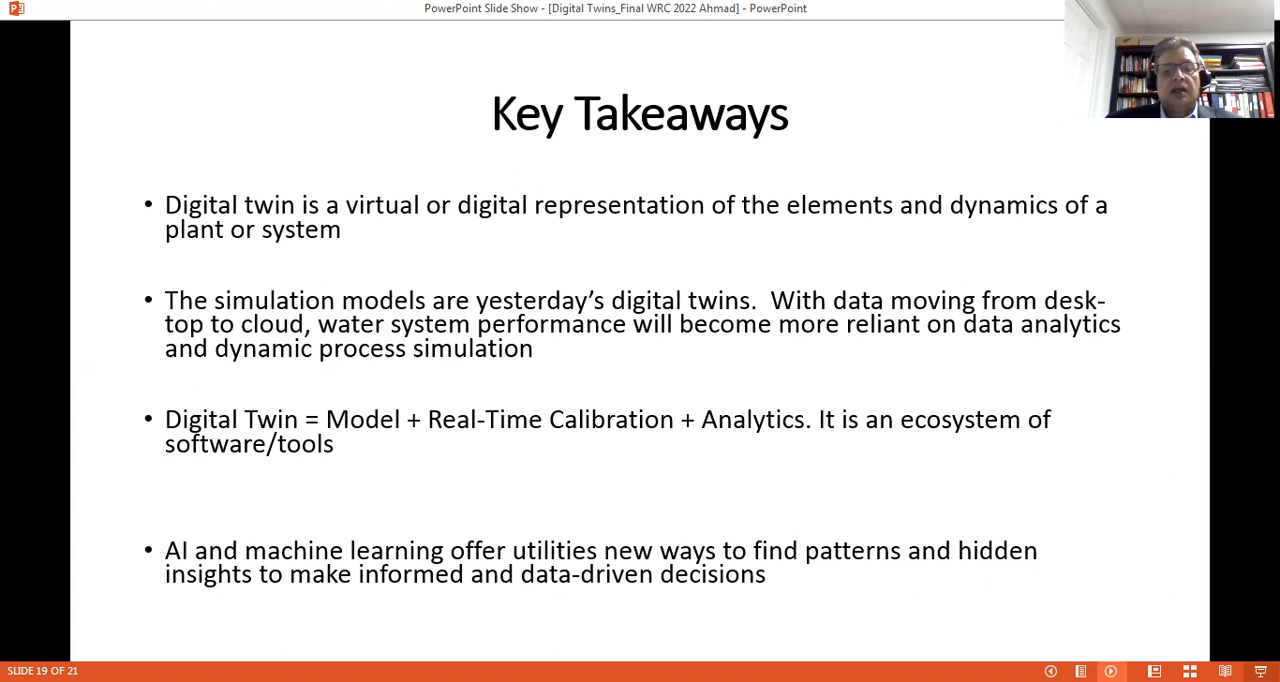 PowerPoint Slide Show - [Digital Twins_Final WRC 2022 Ahmad] - PowerPoint
Key Takeaways
• Digital twin is a virtual or digital representation of the elements and dynamics of a
plant or system
• The simulation models are yesterday’s digital twins.  With data moving from desk-
top to cloud, water system performance will become more reliant on data analytics
and dynamic process simulation
• Digital Twin = Model + Real-Time Calibration + Analytics. It is an ecosystem of
software/tools
• AI and machine learning offer utilities new ways to find patterns and hidden
insights to make informed and data-driven decisions
SLIDE 19 OF 21